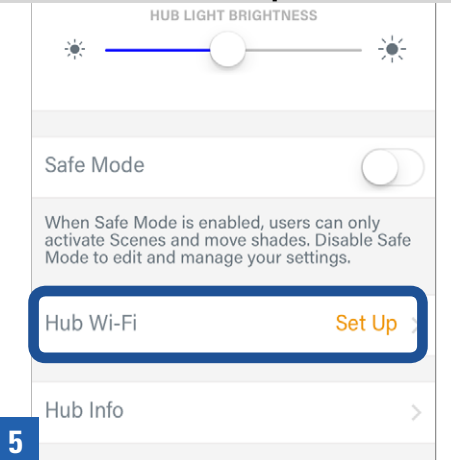 HUB LIGHT BRIGHTNESS
Safe Mode
When Safe Mode is enabled, users can only
activate Scenes and move shades. Disable Safe
Mode to edit and manage your settings.
Hub Wi-Fi Set Up
Hub Info
5